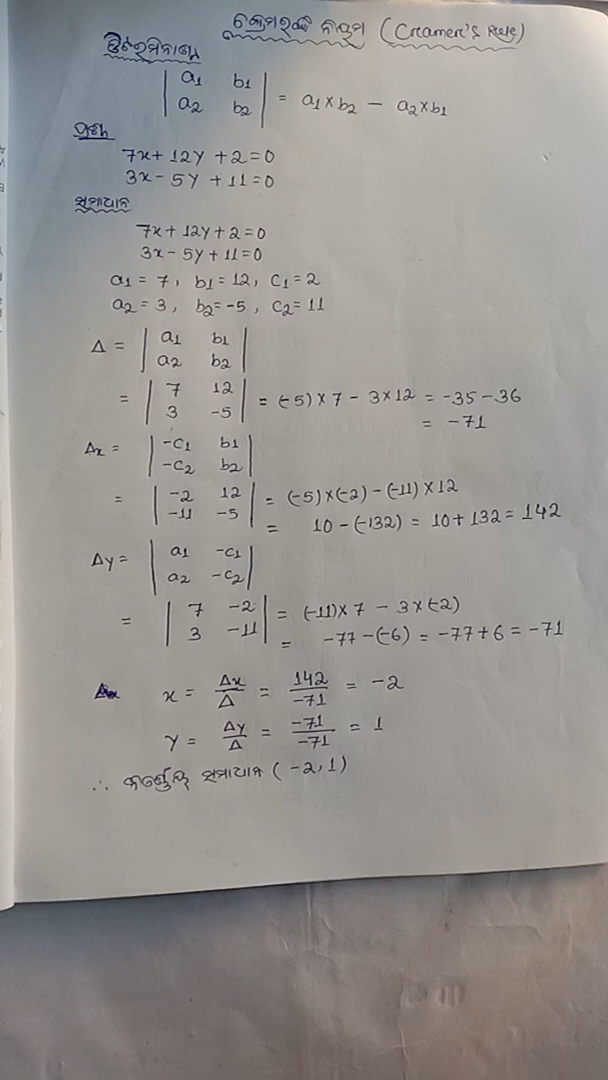 କ୍ରେମରଙ୍କ ନିୟମ (Creamer's Rule)
ଡିଟରମିନାଣ୍ଟ
| a1 b1 |
| a2 b2 | = a1×b2 - a2×b1
ପ୍ରଶ୍ନ
7x + 12y + 2 = 0
3x - 5y + 11 = 0
ସମାଧାନ
7x + 12y + 2 = 0
3x - 5y + 11 = 0
a1 = 7, b1 = 12, c1 = 2
a2 = 3, b2 = -5, c2 = 11
Δ = | a1 b1 |
| a2 b2 |
= | 7 12 |
| 3 -5 | = (-5) × 7 - 3×12 = -35 - 36
= -71
Δx = | -c1 b1 |
| -c2 b2 |
= | -2 12 |
| -11 -5 | = (-5)×(-2) - (-11) × 12
= 10 - (-132) = 10 + 132 = 142
Δy = | a1 -c1 |
| a2 -c2 |
= | 7 -2 |
| 3 -11 | = (-11)×7 - 3×(-2)
= -77 - (-6) = -77 + 6 = -71
x = Δx/Δ = 142/-71 = -2
y = Δy/Δ = -71/-71 = 1
∴ ସମାଧାନ (-2, 1)